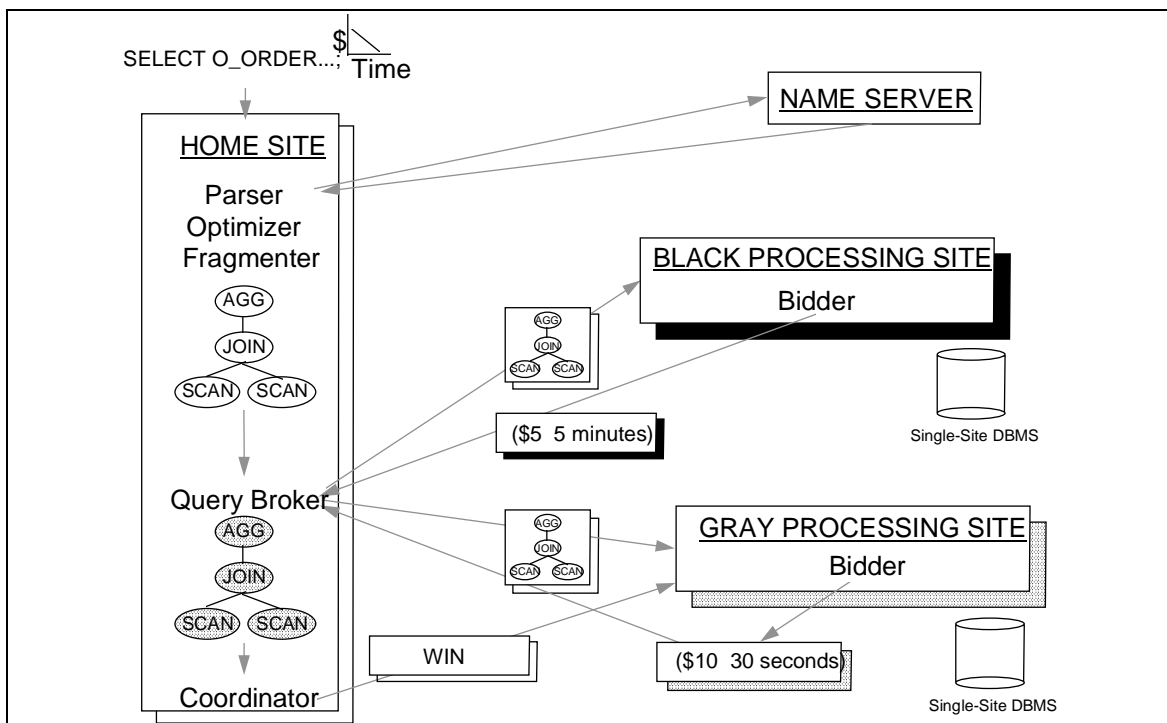 $
SELECT O_ORDER...;
Time
NAME SERVER
HOME SITE
Parser
Optimizer
Fragmenter
AGG
JOIN
SCAN SCAN
BLACK PROCESSING SITE
Bidder
AGG
JOIN
SCAN SCAN
($5 5 minutes)
Single-Site DBMS
Query Broker
AGG
JOIN
SCAN SCAN
AGG
JOIN
SCAN SCAN
GRAY PROCESSING SITE
Bidder
WIN
($10 30 seconds)
Coordinator
Single-Site DBMS